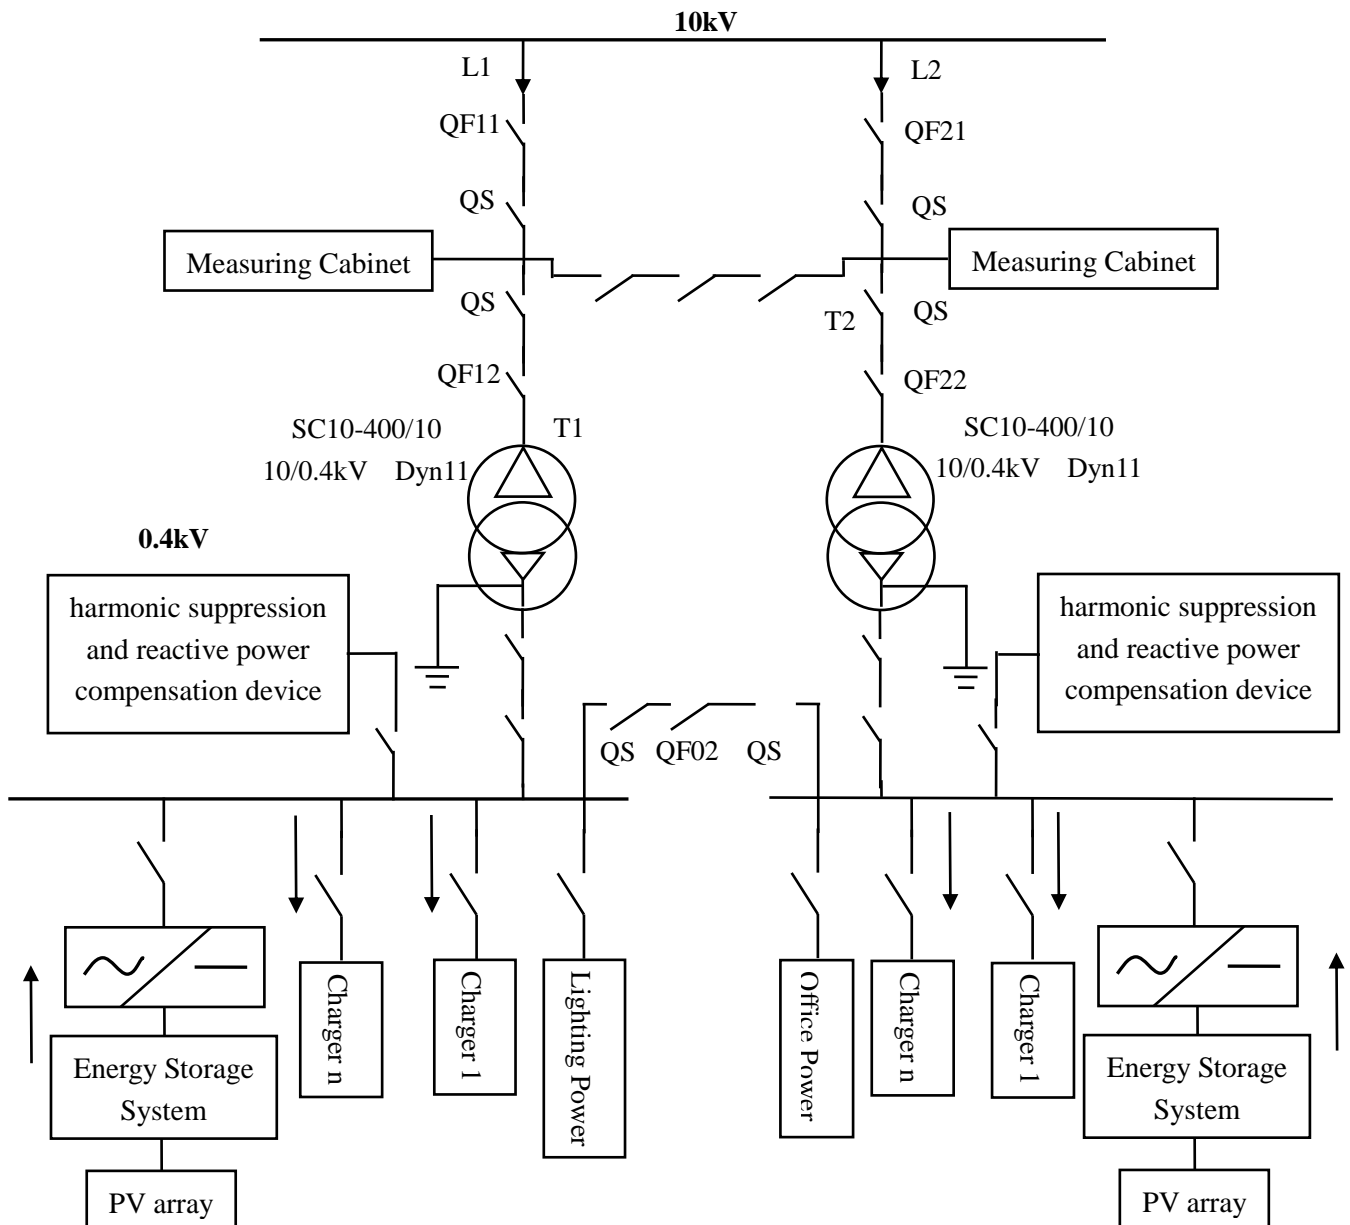 10kV
L1
L2
QF11
QF21
QS
QS
Measuring Cabinet
Measuring Cabinet
QS
T2
QS
QF12
QF22
SC10-400/10
T1
SC10-400/10
10/0.4kV Dyn11
10/0.4kV Dyn11
0.4kV
harmonic suppression
and reactive power
compensation device
harmonic suppression
and reactive power
compensation device
QS
QF02
QS
Charger n
Charger 1
Lighting Power
Office Power
Charger n
Charger 1
Energy Storage
System
Energy Storage
System
PV array
PV array